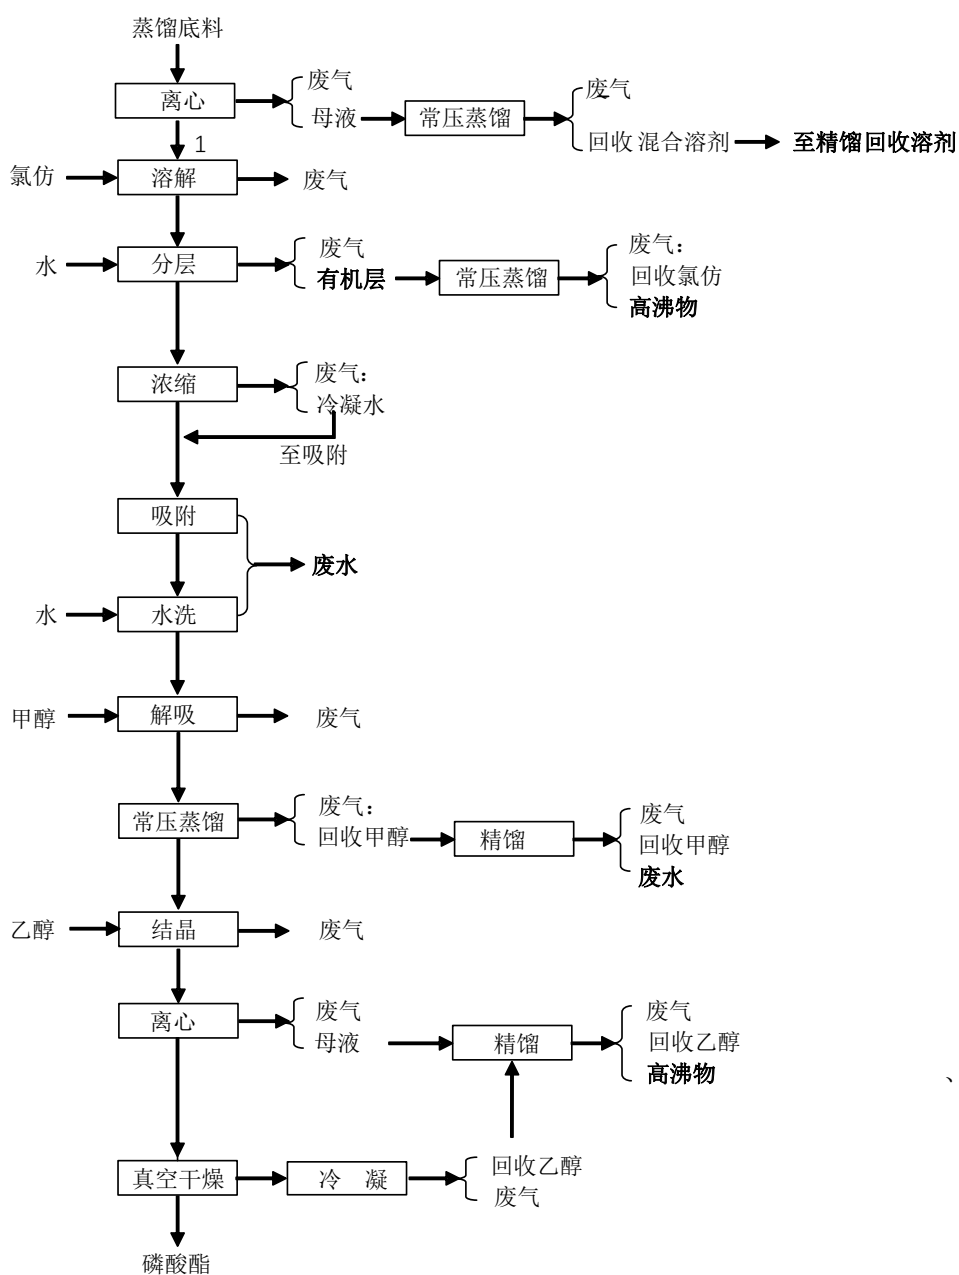 蒸馏底料
废气
离心
母液
常压蒸馏
废气
回收 混合溶剂
至精馏回收溶剂
1
氯仿
溶解
废气
水
分层
废气
有机层
常压蒸馏
废气：
回收氯仿
高沸物
浓缩
废气：
冷凝水
至吸附
吸附
废水
水
水洗
甲醇
解吸
废气
常压蒸馏
废气：
回收甲醇
精馏
废气
回收甲醇
废水
乙醇
结晶
废气
离心
废气
母液
精馏
废气
回收乙醇
高沸物
、
真空干燥
冷 凝
回收乙醇
废气
磷酸酯